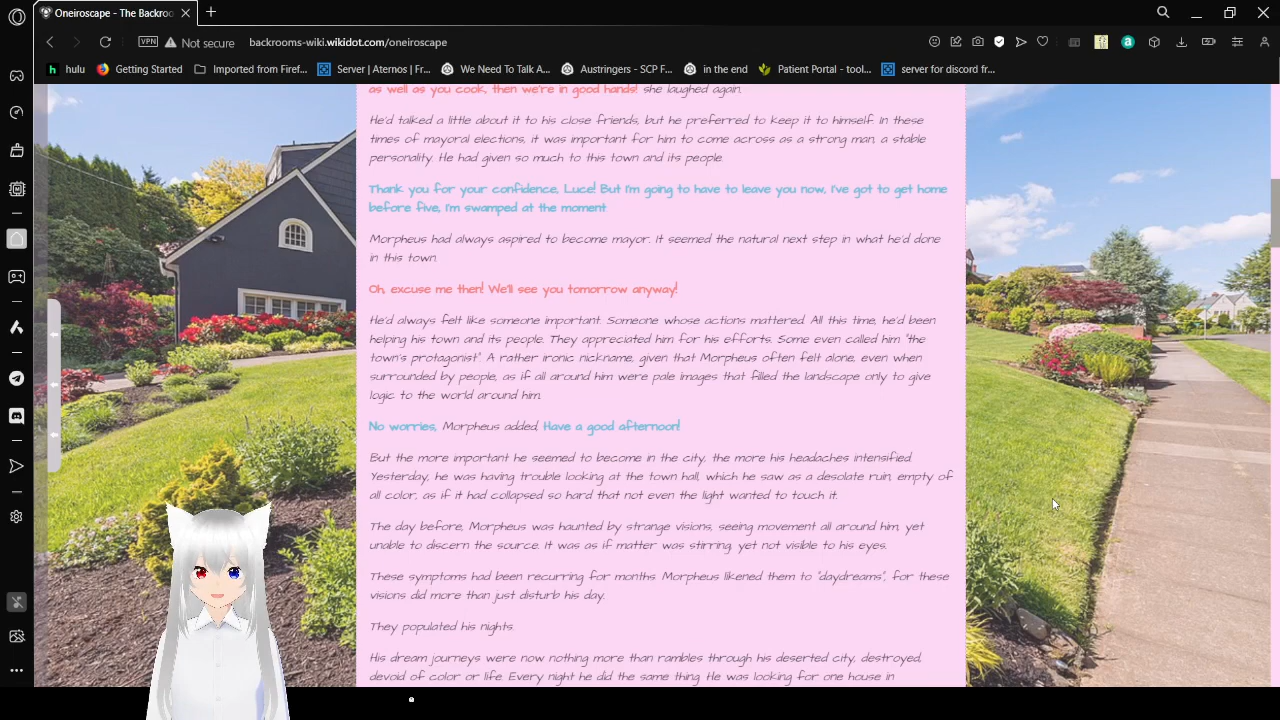 Oneiroscape - The Backroo
VPN
Not secure
backrooms-wiki.wikidot.com/oneiroscape
hulu
Getting Started
Imported from Firef...
Server | Aternos | Fr...
We Need To Talk A...
Austringers - SCP F...
in the end
Patient Portal - tool...
server for discord fr...
as well as you cook, then we're in good hands! she laughed again.
He'd talked a little about it to his close friends, but he preferred to keep it to himself. In these
times of mayoral elections, it was important for him to come across as a strong man, a stable
personality. He had given so much to this town and its people.
Thank you for your confidence, Luce! But I'm going to have to leave you now, I've got to get home
before five, I'm swamped at the moment.
Morpheus had always aspired to become mayor. It seemed the natural next step in what he'd done
in this town.
Oh, excuse me then! We'll see you tomorrow anyway!
He'd always felt like someone important. Someone whose actions mattered. All this time, he'd been
helping his town and its people. They appreciated him for his efforts. Some even called him "the
town's protagonist". A rather ironic nickname, given that Morpheus often felt alone, even when
surrounded by people, as if all around him were pale images that filled the landscape only to give
logic to the world around him.
No worries, Morpheus added. Have a good afternoon!
But the more important he seemed to become in the city, the more his headaches intensified.
Yesterday, he was having trouble looking at the town hall, which he saw as a desolate ruin, empty of
all color, as if it had collapsed so hard that not even the light wanted to touch it.
The day before, Morpheus was haunted by strange visions, seeing movement all around him, yet
unable to discern the source. It was as if matter was stirring, yet not visible to his eyes.
These symptoms had been recurring for months. Morpheus likened them to "daydreams", for these
visions did more than just disturb his day.
They populated his nights.
His dream journeys were now nothing more than rambles through his deserted city, destroyed,
devoid of color or life. Every night he did the same thing. He was looking for one house in